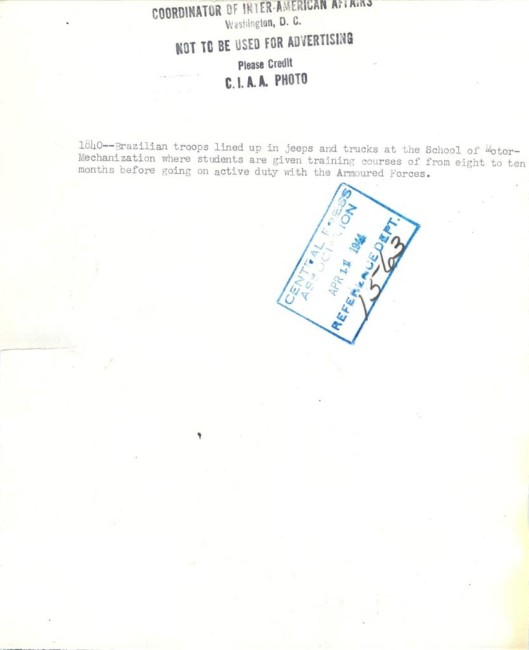 COORDINATOR OF INTER-AMERICAN AFFAIRS
Washington, D. C.
NOT TO BE USED FOR ADVERTISING
Please Credit
C.I.A.A. PHOTO
1840--Brazilian troops lined up in jeeps and trucks at the School of Motor-
Mechanization where students are given training courses of from eight to ten
months before going on active duty with the Armoured Forces.
CENTRAL PRESS
ASSOCIATION
APR 11 1944
REFERENCE DEPT.
15-63